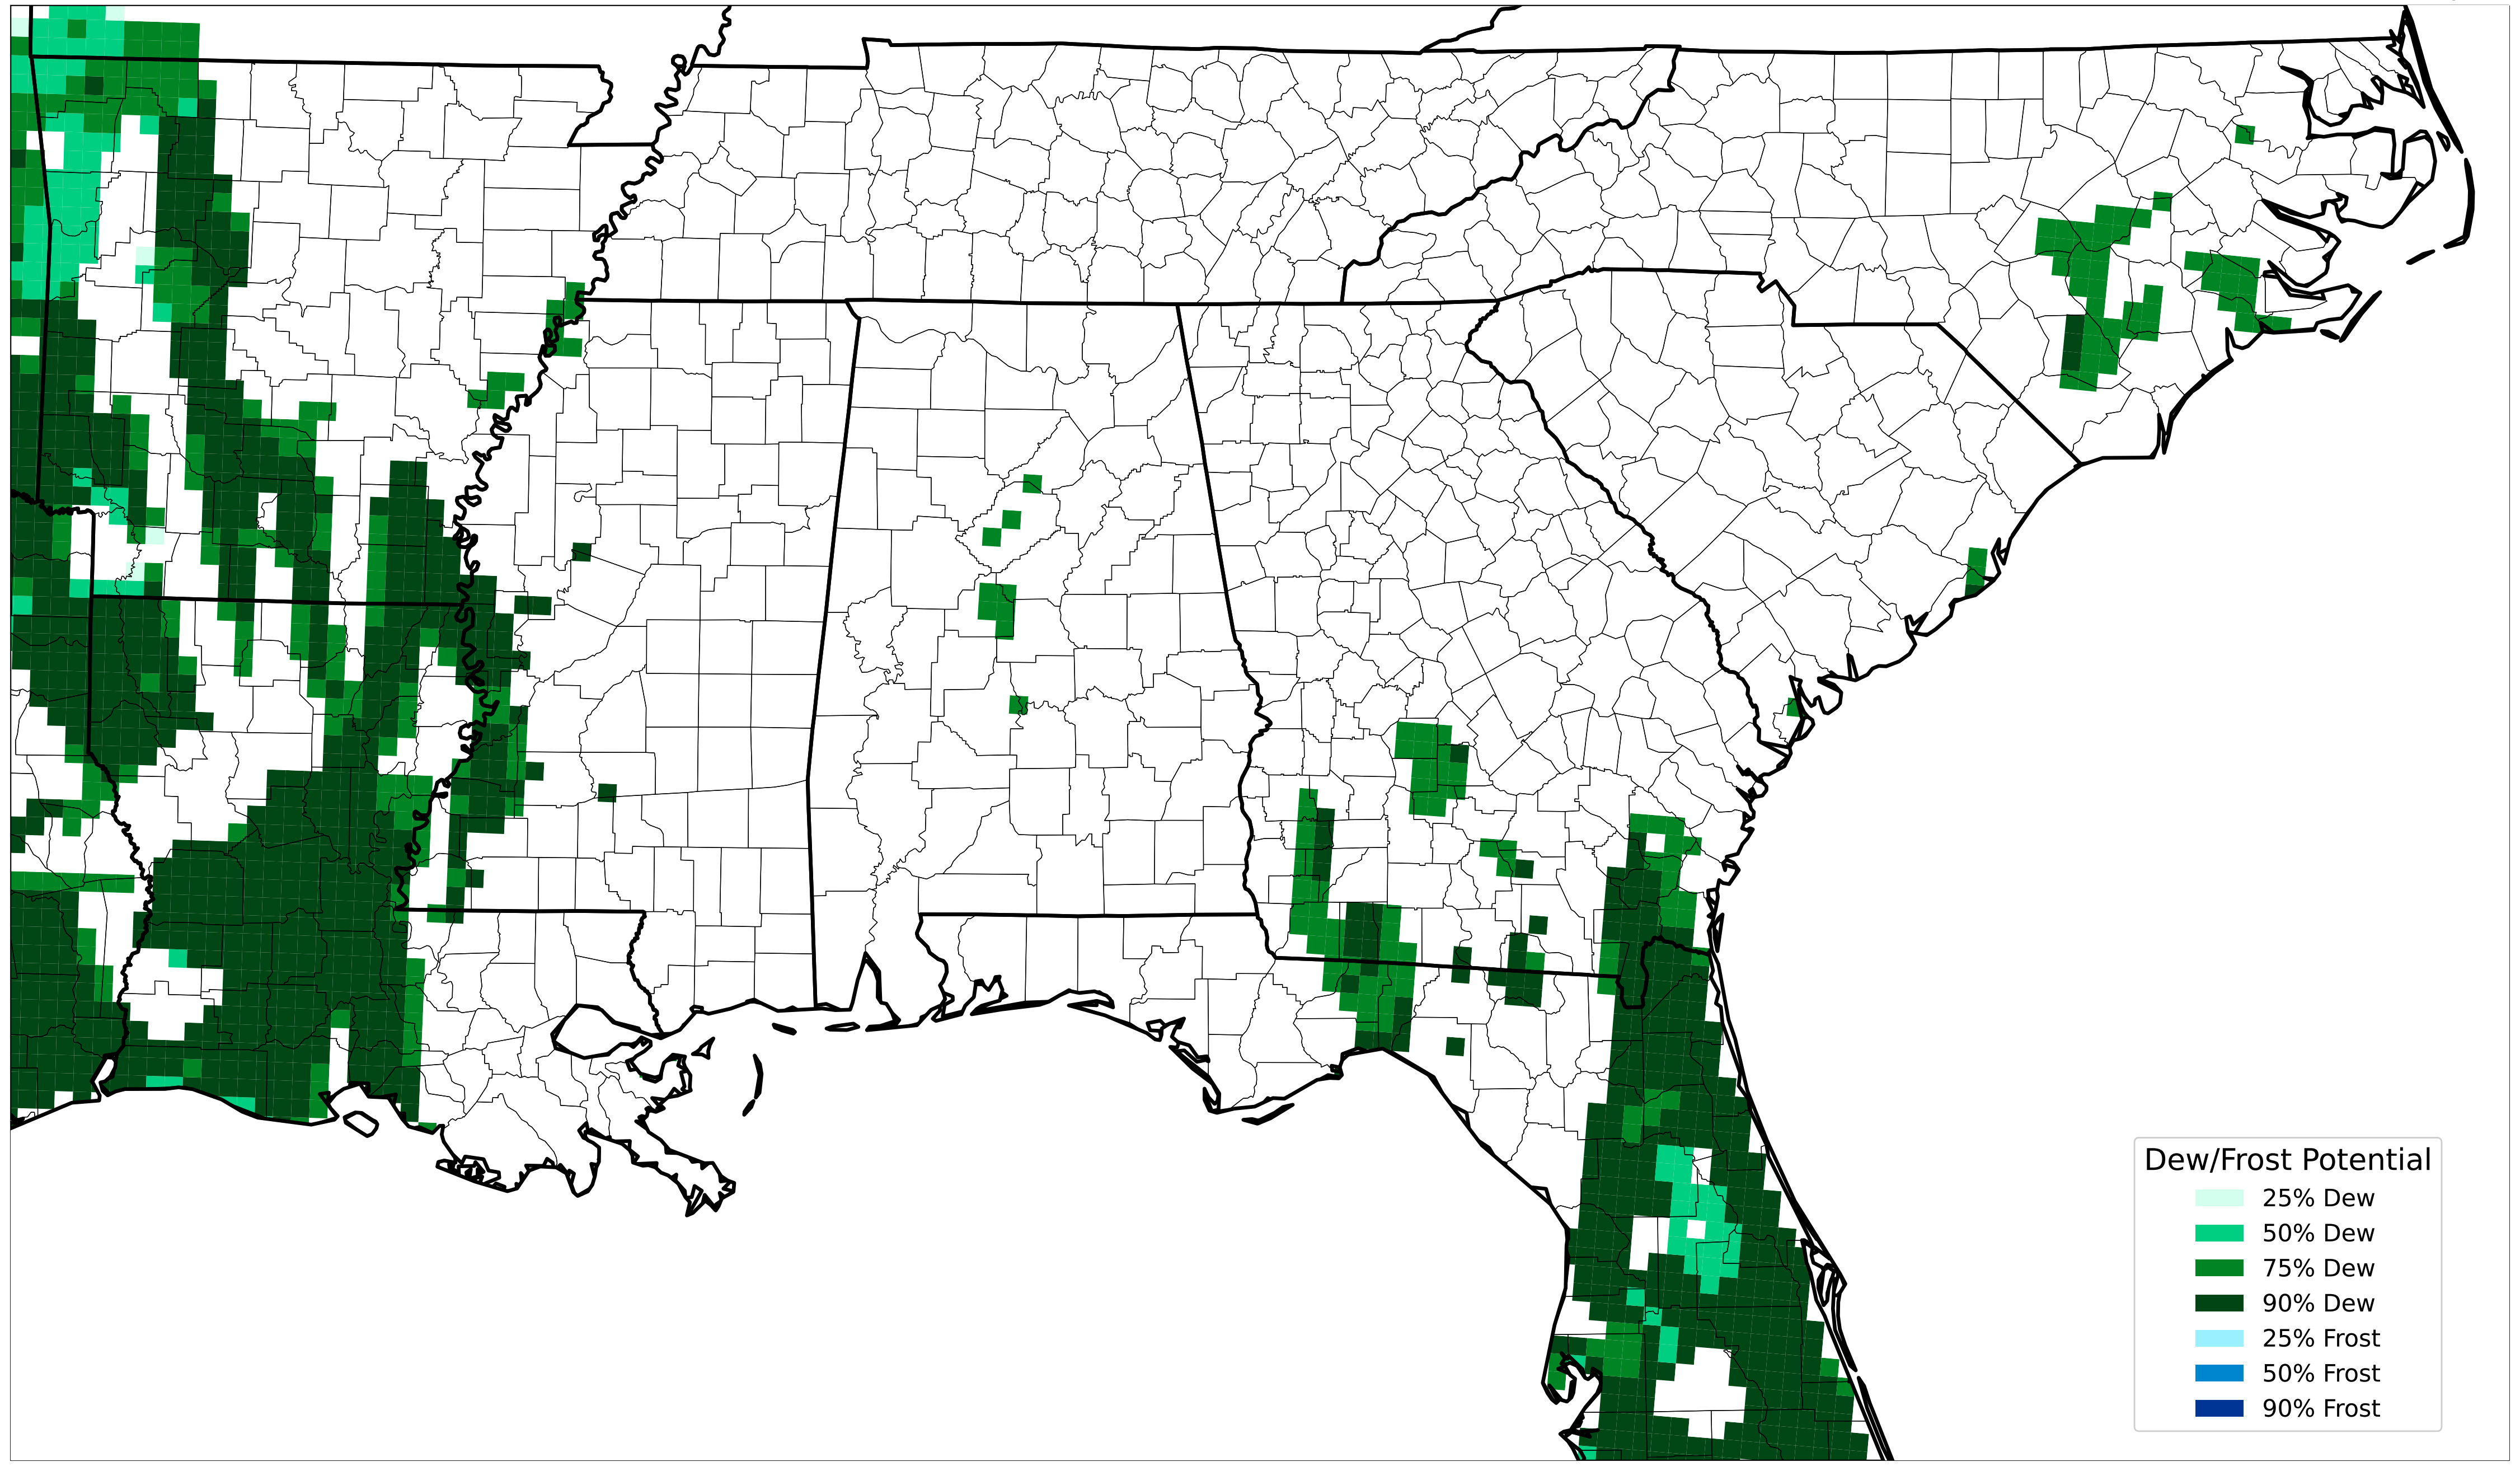 Dew/Frost Potential
25% Dew
50% Dew
75% Dew
90% Dew
25% Frost
50% Frost
90% Frost